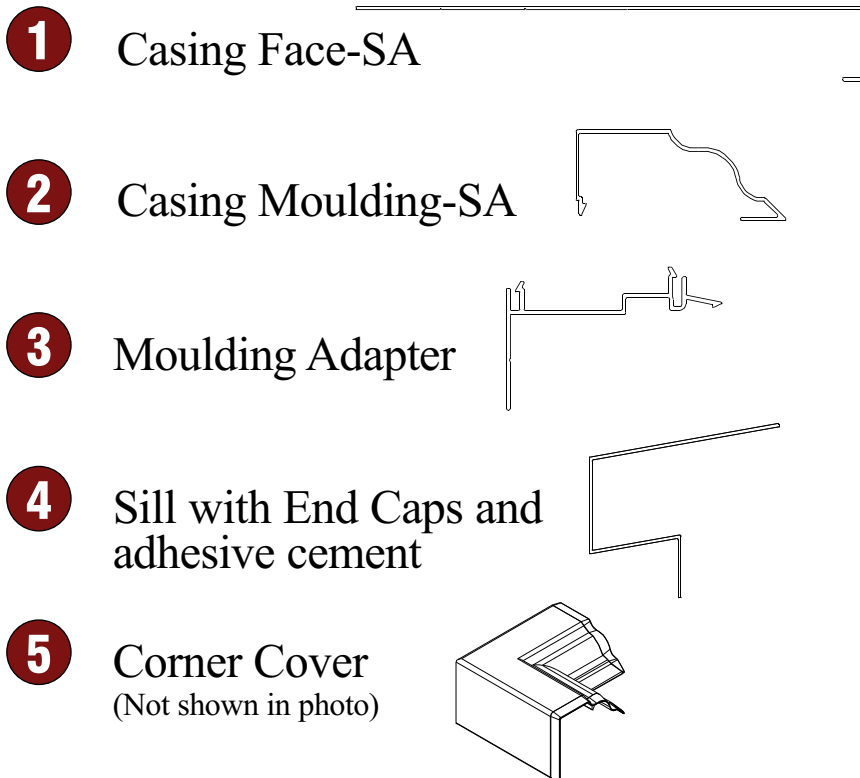 1 Casing Face-SA
2 Casing Moulding-SA
3 Moulding Adapter
4 Sill with End Caps and
adhesive cement
5 Corner Cover
(Not shown in photo)